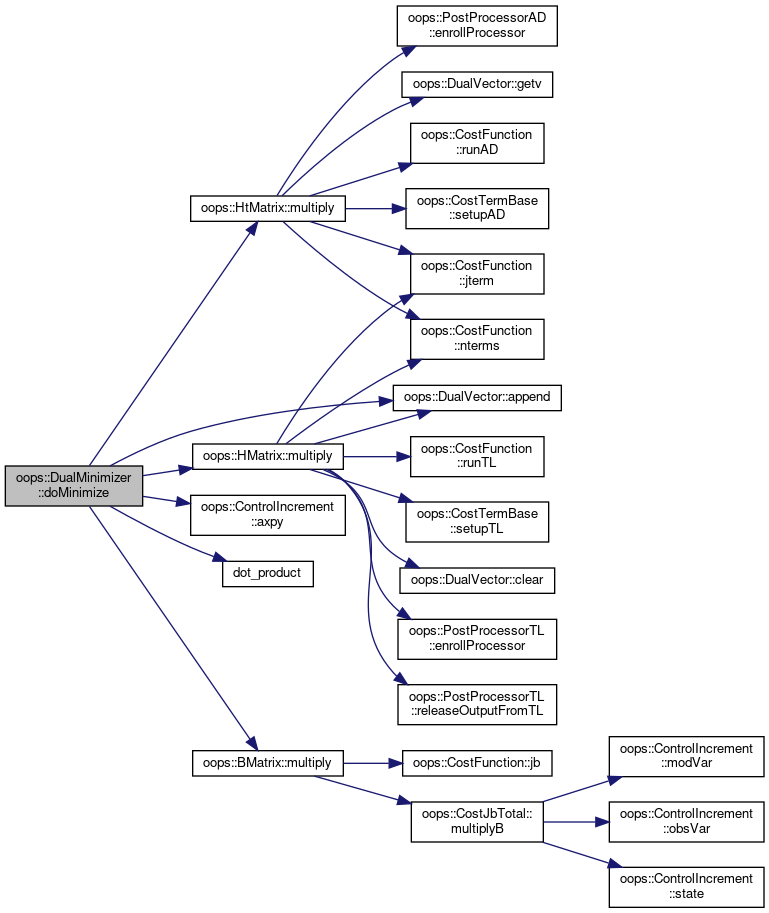 oops::PostProcessorAD
::enrollProcessor
oops::DualVector::getv
oops::CostFunction
::runAD
oops::HtMatrix::multiply
oops::CostTermBase
::setupAD
oops::CostFunction
::jterm
oops::CostFunction
::nterms
oops::DualVector::append
oops::HMatrix::multiply
oops::CostFunction
::runTL
oops::DualMinimizer
::doMinimize
oops::ControlIncrement
::axpy
oops::CostTermBase
::setupTL
dot_product
oops::DualVector::clear
oops::PostProcessorTL
::enrollProcessor
oops::PostProcessorTL
::releaseOutputFromTL
oops::BMatrix::multiply
oops::CostFunction::jb
oops::ControlIncrement
::modVar
oops::CostJbTotal::
multiplyB
oops::ControlIncrement
::obsVar
oops::ControlIncrement
::state